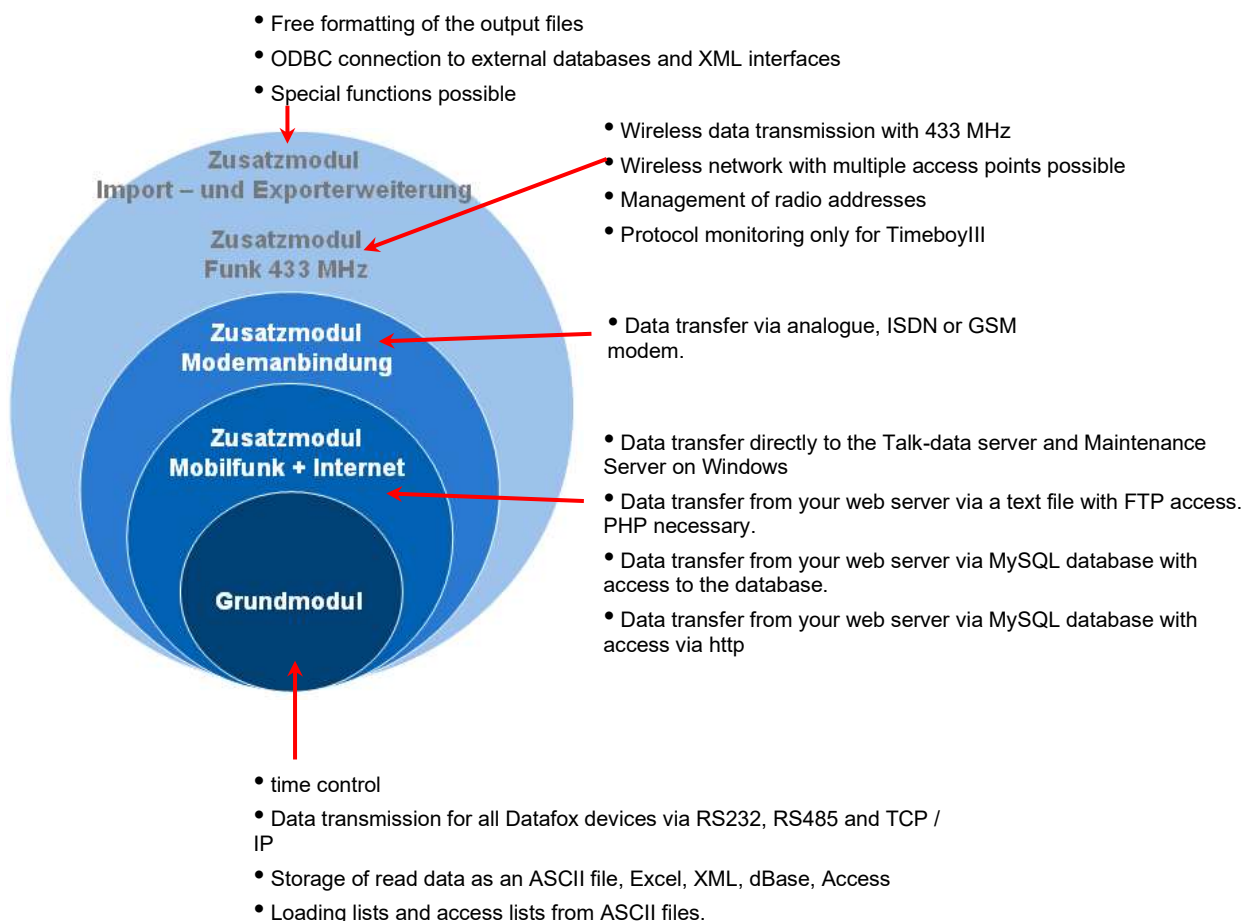 • Free formatting of the output files
• ODBC connection to external databases and XML interfaces
• Special functions possible
Zusatzmodul
Import – und Exporterweiterung
Zusatzmodul
Funk 433 MHz
• Wireless data transmission with 433 MHz
• Wireless network with multiple access points possible
• Management of radio addresses
• Protocol monitoring only for TimeboyIII
Zusatzmodul
Modemanbindung
• Data transfer via analogue, ISDN or GSM
modem.
Zusatzmodul
Mobilfunk + Internet
• Data transfer directly to the Talk-data server and Maintenance
Server on Windows
• Data transfer from your web server via a text file with FTP access.
PHP necessary.
• Data transfer from your web server via MySQL database with
access to the database.
• Data transfer from your web server via MySQL database with
access via http
Grundmodul
• time control
• Data transmission for all Datafox devices via RS232, RS485 and TCP /
IP
• Storage of read data as an ASCII file, Excel, XML, dBase, Access
• Loading lists and access lists from ASCII files.